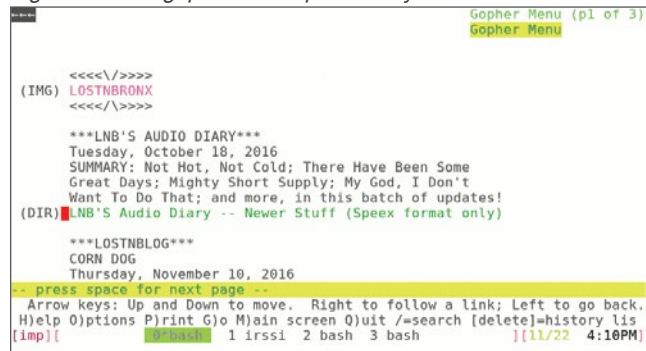 ←←←
Gopher Menu (p1 of 3)
Gopher Menu
<<<<\/>>>>
(IMG) LOSTNBRONX
<<<</\>>>>
***LNB'S AUDIO DIARY***
Tuesday, October 18, 2016
SUMMARY: Not Hot, Not Cold; There Have Been Some
Great Days; Mighty Short Supply; My God, I Don't
Want To Do That; and more, in this batch of updates!
(DIR) LNB'S Audio Diary -- Newer Stuff (Speex format only)
***LOSTNBLOG***
CORN DOG
Thursday, November 10, 2016
-- press space for next page --
Arrow keys: Up and Down to move. Right to follow a link; Left to go back.
H)elp O)ptions P)rint G)o M)ain screen Q)uit /=search [delete]=history lis
[imp][ 0*bash 1 irssi 2 bash 3 bash ][11/22 4:10PM]